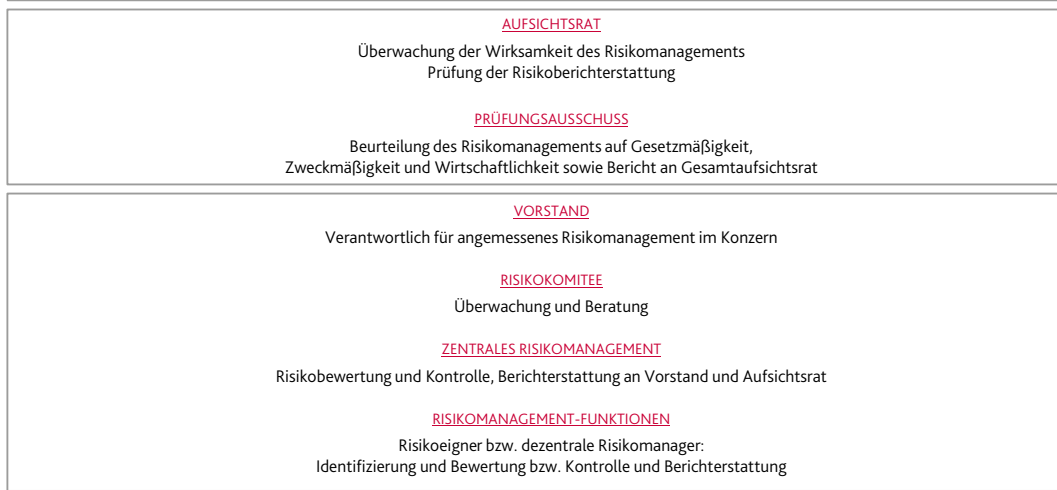 AUFSICHTSRAT
Überwachung der Wirksamkeit des Risikomanagements
Prüfung der Risikoberichterstattung
PRÜFUNGSAUSSCHUSS
Beurteilung des Risikomanagements auf Gesetzmäßigkeit,
Zweckmäßigkeit und Wirtschaftlichkeit sowie Bericht an Gesamtaufsichtsrat
VORSTAND
Verantwortlich für angemessenes Risikomanagement im Konzern
RISIKOKOMITEE
Überwachung und Beratung
ZENTRALES RISIKOMANAGEMENT
Risikobewertung und Kontrolle, Berichterstattung an Vorstand und Aufsichtsrat
RISIKOMANAGEMENT-FUNKTIONEN
Risikoeigner bzw. dezentrale Risikomanager:
Identifizierung und Bewertung bzw. Kontrolle und Berichterstattung